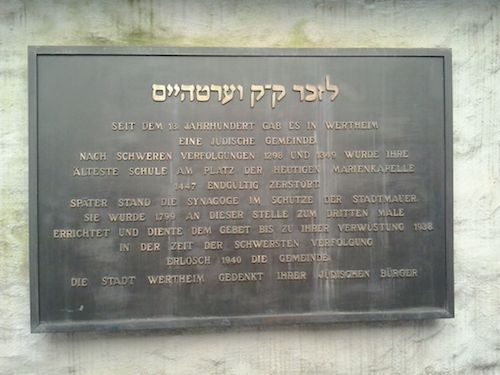 לזכר ק־ק ווערטהיים
SEIT DEM 13. JAHRHUNDERT GAB ES IN WERTHEIM
EINE JÜDISCHE GEMEINDE.
NACH SCHWEREN VERFOLGUNGEN 1298 UND 1349 WURDE IHRE
ÄLTESTE SCHULE AM PLATZ DER HEUTIGEN MARIENKAPELLE
1447 ENDGÜLTIG ZERSTÖRT.
SPÄTER STAND DIE SYNAGOGE IM SCHUTZE DER STADTMAUER.
SIE WURDE 1799 AN DIESER STELLE ZUM DRITTEN MALE
ERRICHTET UND DIENTE DEM GEBET BIS ZU IHRER VERWÜSTUNG 1938.
IN DER ZEIT DER SCHWERSTEN VERFOLGUNG
ERLOSCH 1940 DIE GEMEINDE.
DIE STADT WERTHEIM GEDENKT IHRER JÜDISCHEN BÜRGER